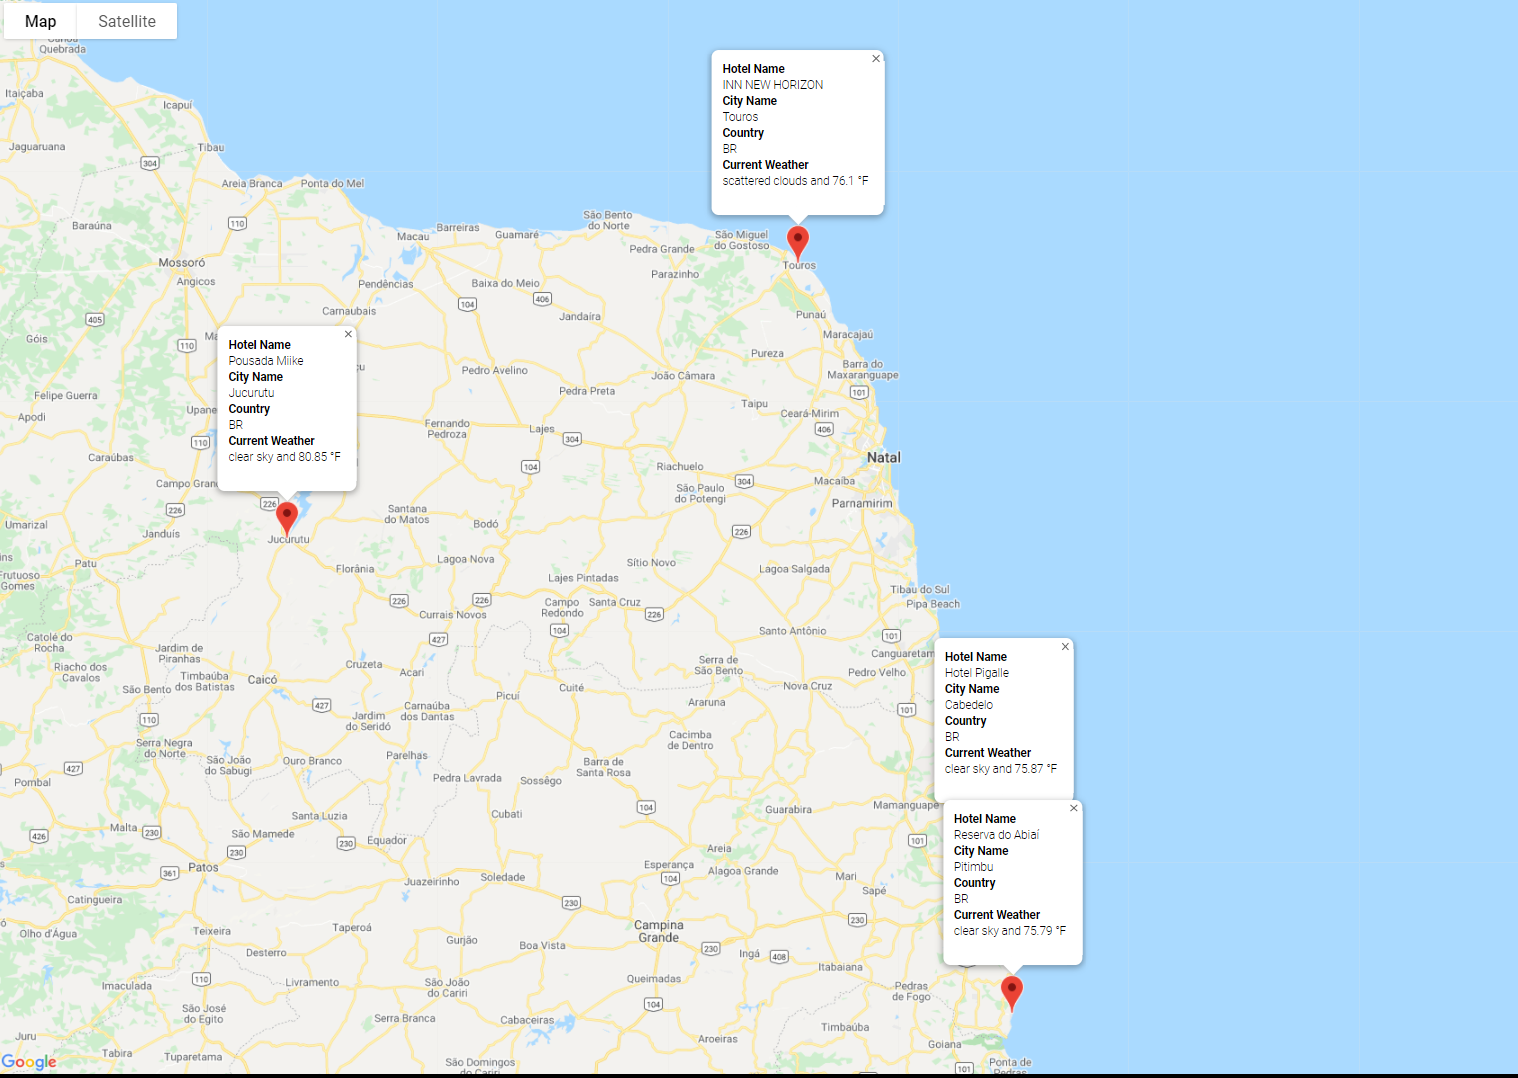 Map
Satellite
Canoa
Quebrada
Itaiçaba
Icapuí
Jaguaruana
304
Tibau
Areia Branca
Ponta do Mel
Hotel Name
INN NEW HORIZON
City Name
Touros
Country
BR
Current Weather
scattered clouds and 76.1 °F
Baraúna
110
Macau
Barreiras
Guamaré
São Bento
do Norte
Pedra Grande
São Miguel
do Gostoso
Touros
Mossoró
Angicos
Pendências
Baixa do Meio
Parazinho
104
406
Camaubais
Jandaíra
Punaú
405
Góis
110
Maracajaú
Pureza
Barra do
Maxaranguape
Hotel Name
Pousada Miike
City Name
Jucurutu
Country
BR
Current Weather
clear sky and 80.85 °F
Pedro Avelino
João Câmara
Felipe Guerra
Pedra Preta
101
Apodi
Upane
Taipu
Ceará-Mirim
Fernando
Pedroza
Lajes
304
406
110
Caraúbas
Natal
104
Riachuelo
Campo Gran
304
Macaíba
São Paulo
do Potengi
Parnamirim
226
226
Santana
do Matos
Umarizal
Bodó
226
Janduís
Jucurutu
ins
Patu
Florânia
Lagoa Nova
Sítio Novo
Lagoa Salgada
Frutuoso
Gomes
Lajes Pintadas
Tibau do Sul
Pipa Beach
226
226
Currais Novos
Campo
Redondo
Santa Cruz
226
104
Santo Antônio
101
427
Catolé do
Rocha
Jardim de
Piranhas
Canguaretam
Riacho dos
Cavalos
Cruzeta
Acari
Serra de
São Bento
Pedro Velho
Timbaúba
dos Batistas
São Bento
Caicó
Picuí
Cuité
Nova Cruz
427
Carnaúba
dos Dantas
Araruna
101
110
Jardim
do Seridó
Hotel Name
Hotel Pigalle
City Name
Cabedelo
Country
BR
Current Weather
clear sky and 75.87 °F
Serra Negra
do Norte
Parelhas
Cacimba
de Dentro
São João
do Sabugi
Ouro Branco
427
Pombal
Pedra Lavrada
Sossêgo
Barra de
Santa Rosa
Mamanguape
104
Guarabira
Santa Luzia
Cubati
Malta
230
São Mamede
426
230
Equador
101
Hotel Name
Reserva do Abiaí
City Name
Pitimbu
Country
BR
Current Weather
clear sky and 75.79 °F
230
Areia
361
Patos
Esperança
Alagoa Grande
104
Juazeirinho
Soledade
Mari
Sapé
Catingueira
230
230
Olho d'Água
Teixeira
Taperoá
Campina
Grande
Gurjão
Boa Vista
230
Ingá
408
Desterro
Itabaiana
110
Imaculada
Livramento
São João
do Cariri
Queimadas
Pedras
de Fogo
104
São José
do Egito
Serra Branca
Cabaceiras
Timbaúba
Juru
Aroeiras
Goiana
Google
Tabira
Tuparetama
São Domingos
do Cariri
101
Ponta de
Pedras